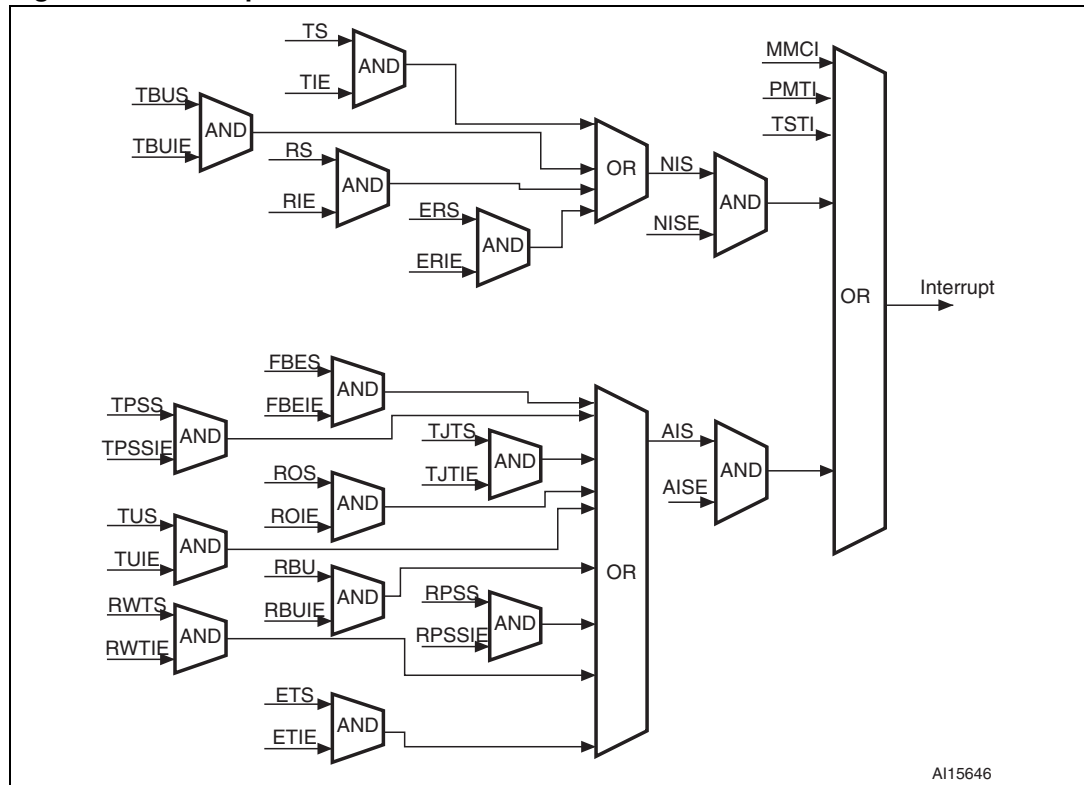 TS
AND
TIE
TBUS
AND
TBUIE
RS
AND
RIE
ERS
AND
ERIE
OR
NIS
AND
NISE
MMCI
PMTI
TSTI
OR
Interrupt
FBES
AND
FBEIE
TPSS
AND
TPSSIE
TJTS
AND
TJTIE
ROS
AND
ROIE
TUS
AND
TUIE
RBU
AND
RBUIE
RPSS
AND
RPSSIE
RWTS
AND
RWTIE
ETS
AND
ETIE
OR
AIS
AND
AISE
AI15646